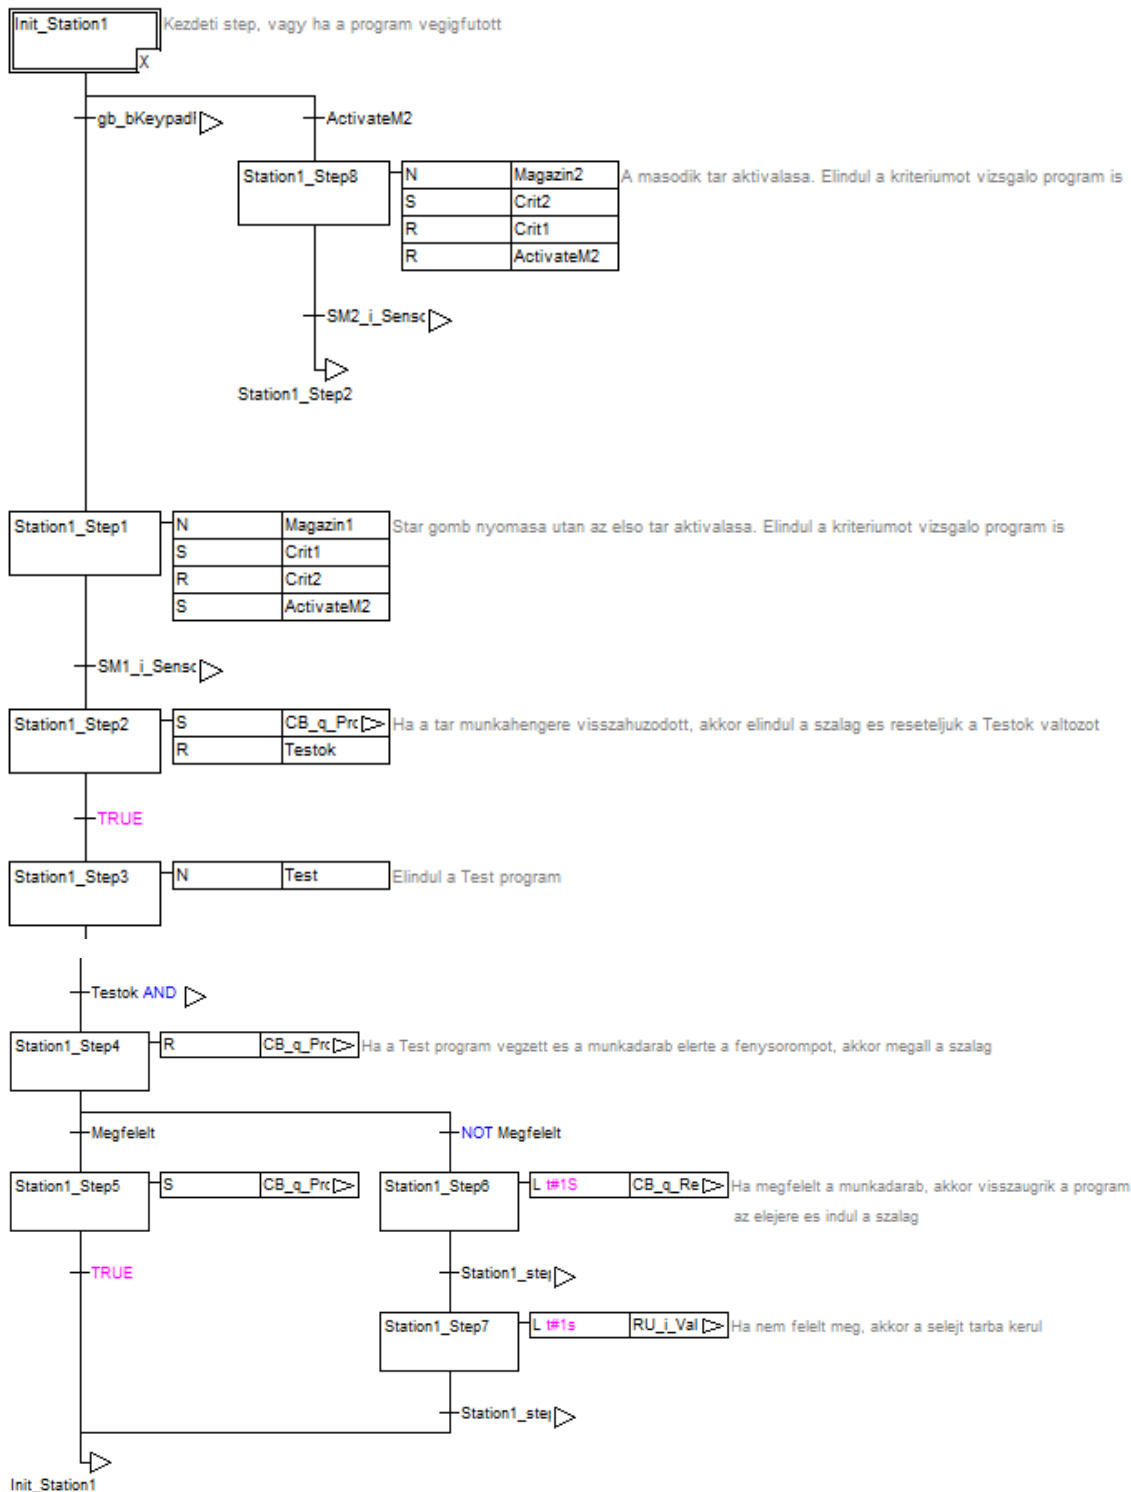 Init_Station1
Kezdeti step, vagy ha a program vegigfutott
X
gb_bKeypad
ActivateM2
Station1_Step8
N Magazin2
A masodik tar aktivalasa. Elindul a kriteriumot vizsgalo program is
S Crit2
R Crit1
R ActivateM2
SM2_i_Sensc
Station1_Step2
Station1_Step1
N Magazin1
Star gomb nyomasa utan az elso tar aktivalasa. Elindul a kriteriumot vizsgalo program is
S Crit1
R Crit2
S ActivateM2
SM1_i_Sensc
Station1_Step2
S CB_q_Prc
Ha a tar munkahengere visszahuzodott, akkor elindul a szalag es reseteljuk a Testok valtozot
R Testok
TRUE
Station1_Step3
N Test
Elindul a Test program
Testok AND
Station1_Step4
R CB_q_Prc
Ha a Test program vegzett es a munkadarab elerte a fenysorompot, akkor megall a szalag
Megfelelt
NOT Megfelelt
Station1_Step5
S CB_q_Prc
Station1_Step6
L t#1S CB_q_Re
Ha megfelelt a munkadarab, akkor visszaugrik a program
az elejere es indul a szalag
TRUE
Station1_step
Station1_Step7
L t#1s RU_i_Val
Ha nem felelt meg, akkor a selejt tarba kerul
Station1_step
Init_Station1